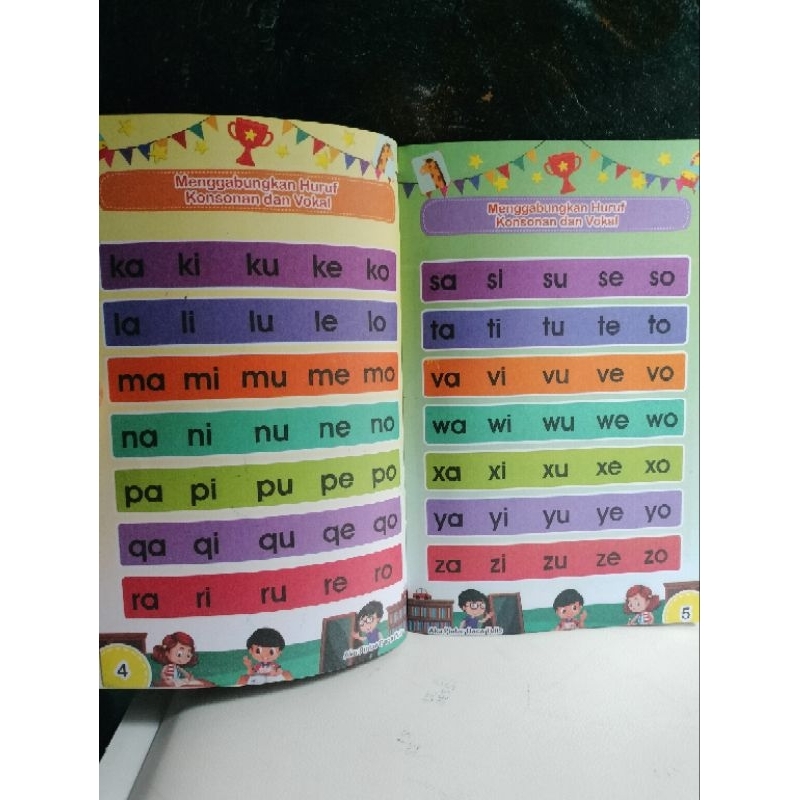 Menggabungkan Huruf
Konsonan dan Vokal
ka ki ku ke ko
la li lu le lo
ma mi mu me mo
na ni nu ne no
pa pi pu pe po
qa qi qu qe qo
ra ri ru re ro
4
Menggabungkan Huruf
Konsonan dan Vokal
sa si su se so
ta ti tu te to
va vi vu ve vo
wa wi wu we wo
xa xi xu xe xo
ya yi yu ye yo
za zi zu ze zo
Aku Pintar Baca Tulis
5